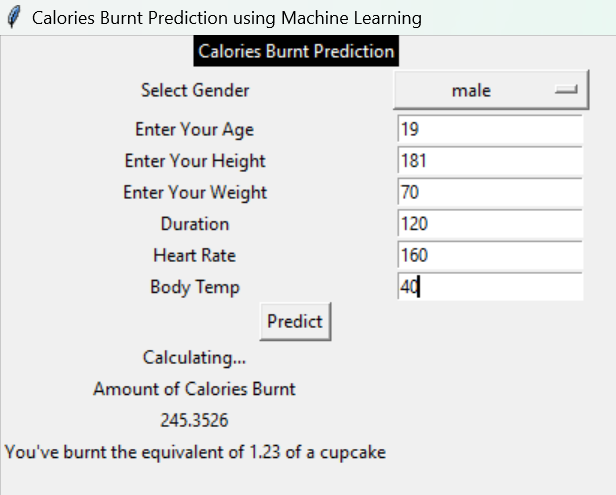 Calories Burnt Prediction using Machine Learning
Calories Burnt Prediction
Select Gender male
Enter Your Age 19
Enter Your Height 181
Enter Your Weight 70
Duration 120
Heart Rate 160
Body Temp 40
Predict
Calculating...
Amount of Calories Burnt
245.3526
You've burnt the equivalent of 1.23 of a cupcake